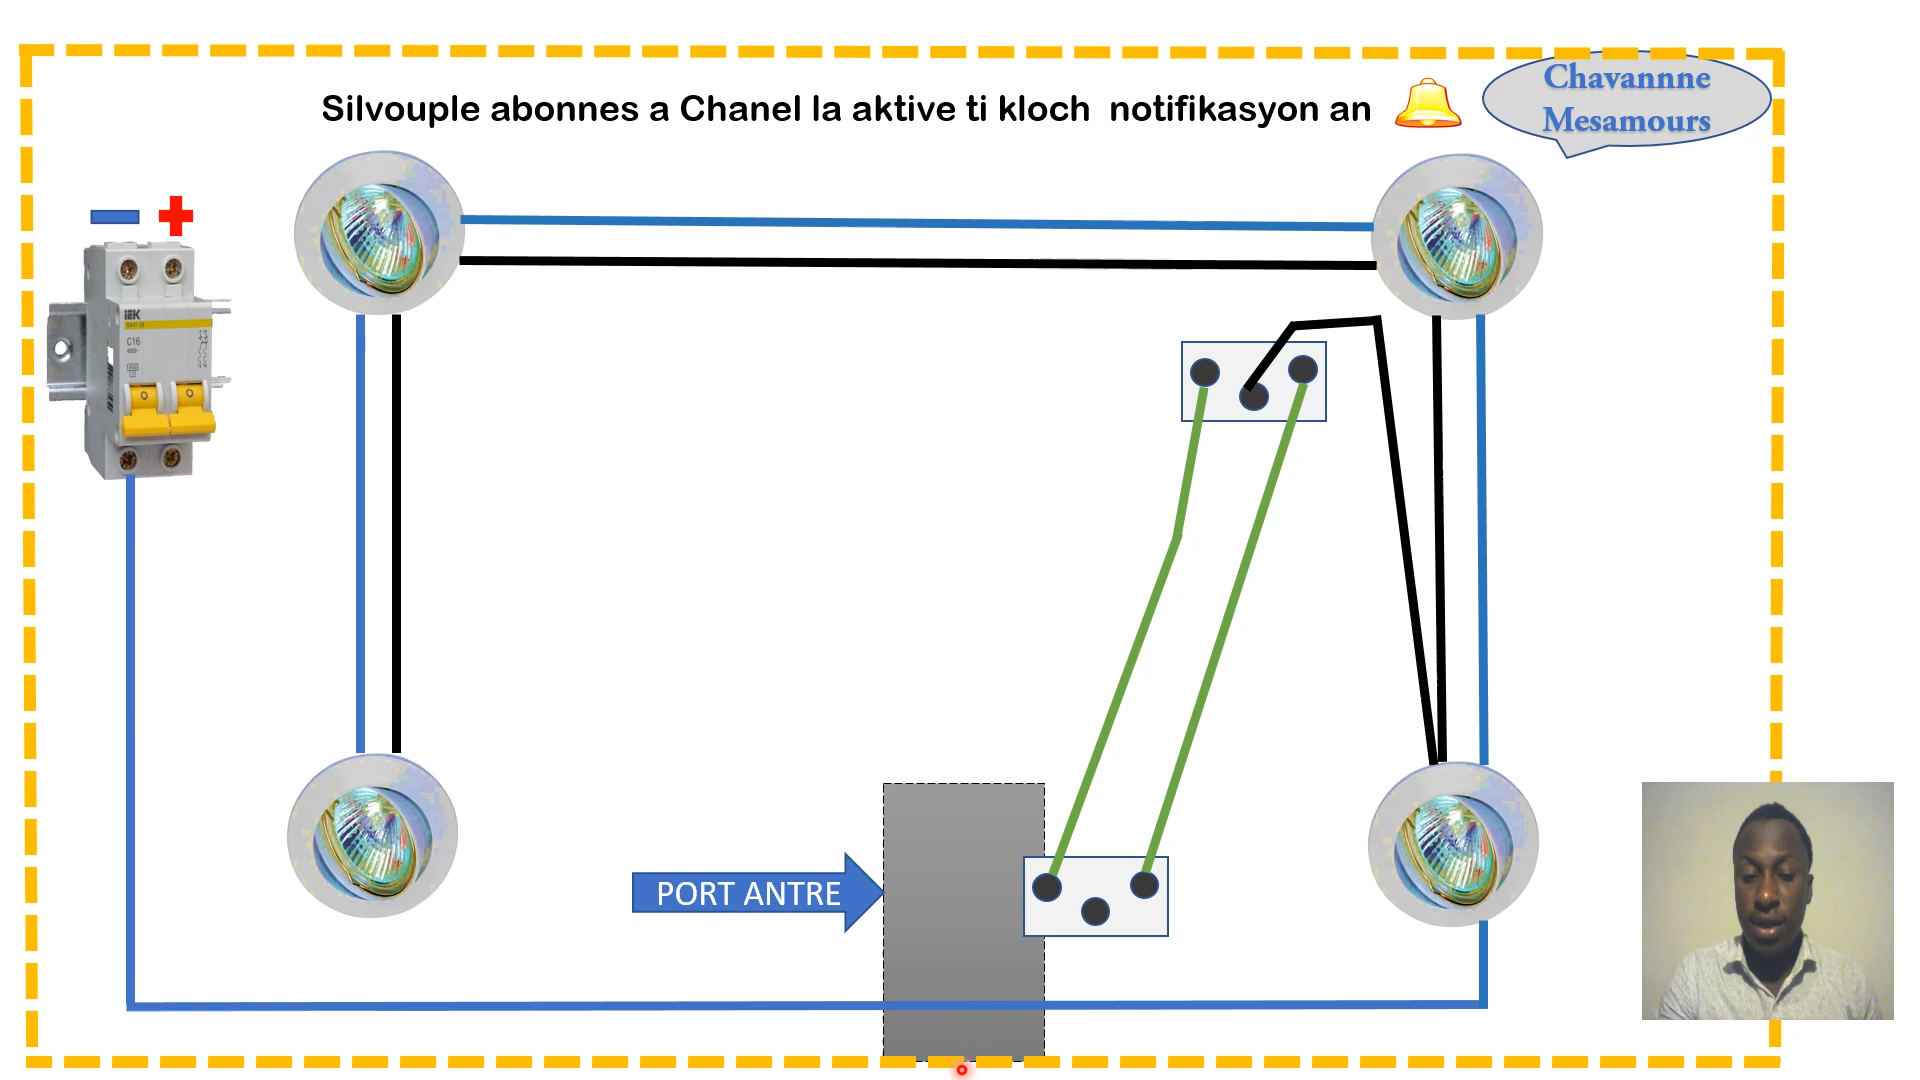 Silvouple abonnes a Chanel la aktive ti kloch notifikasyon an
Chavannne
Mesamours
IEK
C16
PORT ANTRE